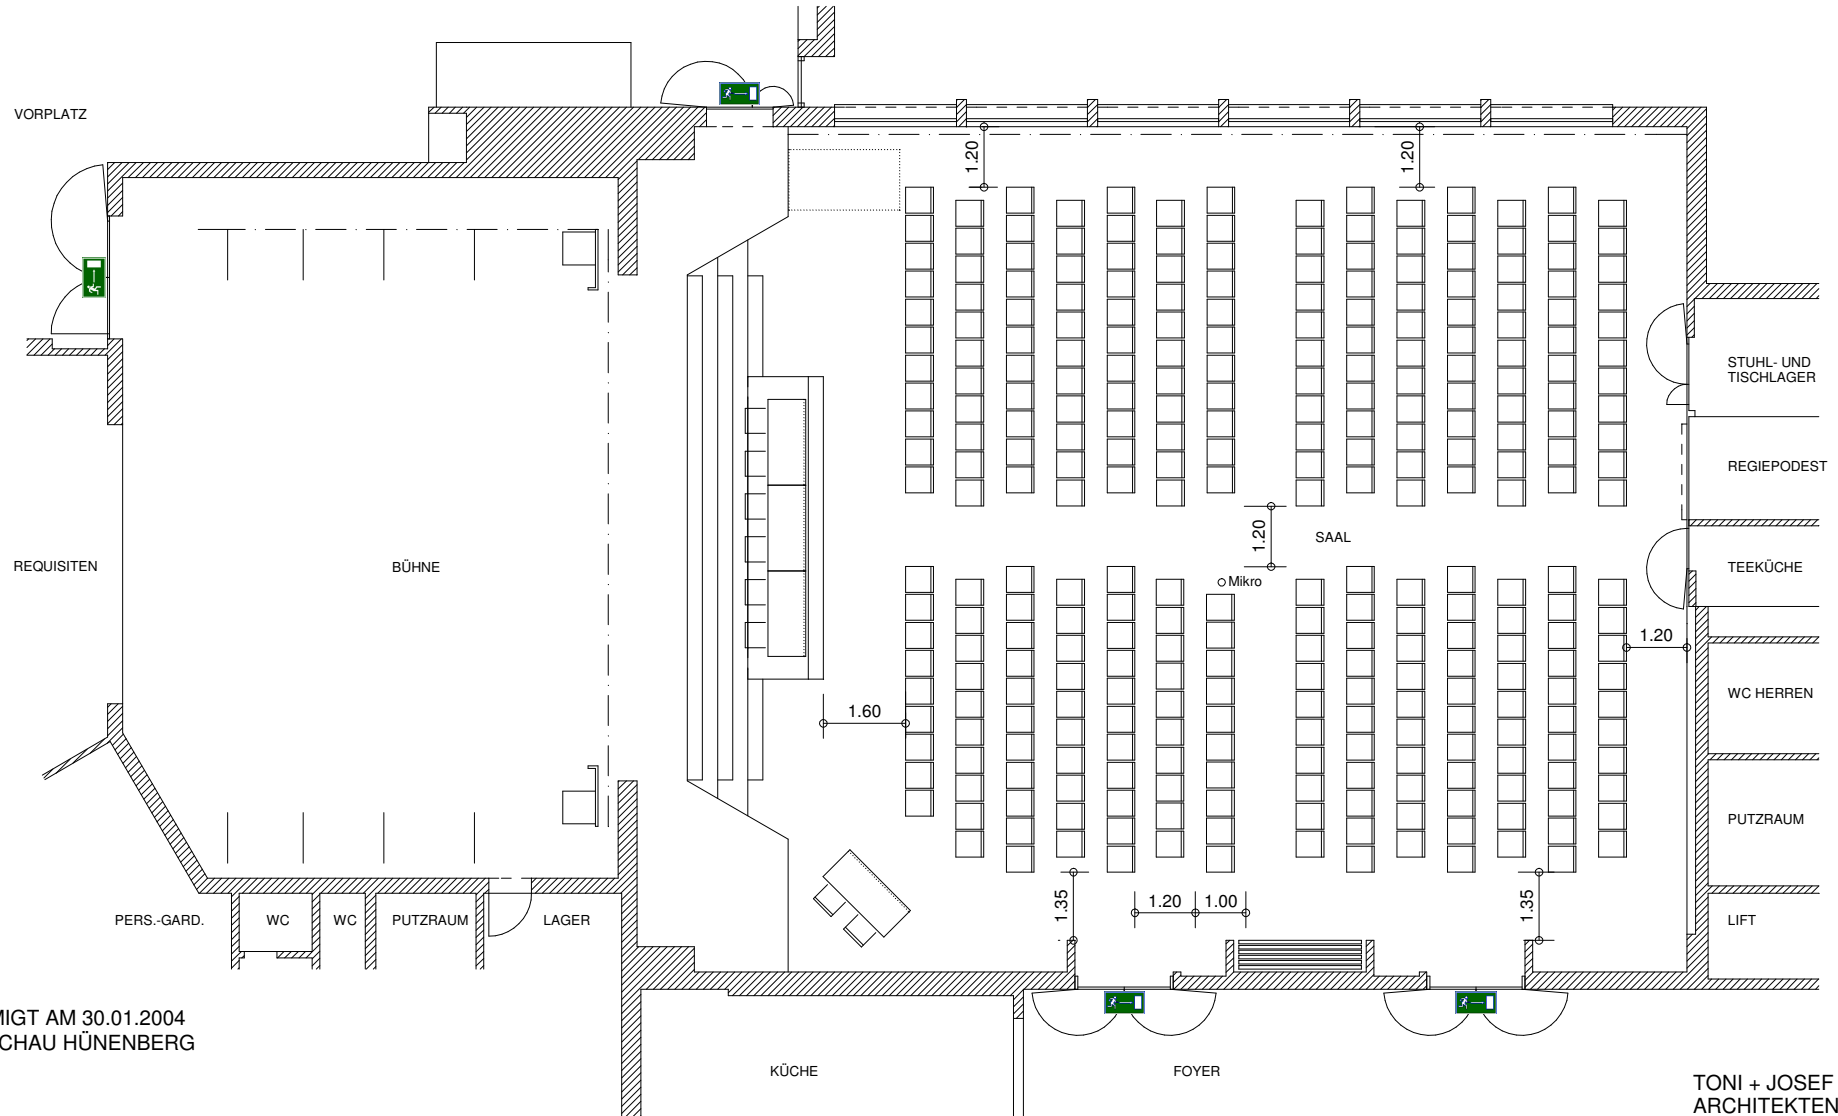 VORPLATZ
1.20
1.20
STUHL- UND
TISCHLAGER
REGIEPODEST
1.20
SAAL
REQUISITEN
BÜHNE
TEEKÜCHE
Mikro
1.20
WC HERREN
1.60
PUTZRAUM
1.35
1.20
1.00
1.35
PERS.-GARD.
WC
WC
PUTZRAUM
LAGER
LIFT
MIGT AM 30.01.2004
CHAU HÜNENBERG
KÜCHE
FOYER
TONI + JOSEF
ARCHITEKTEN